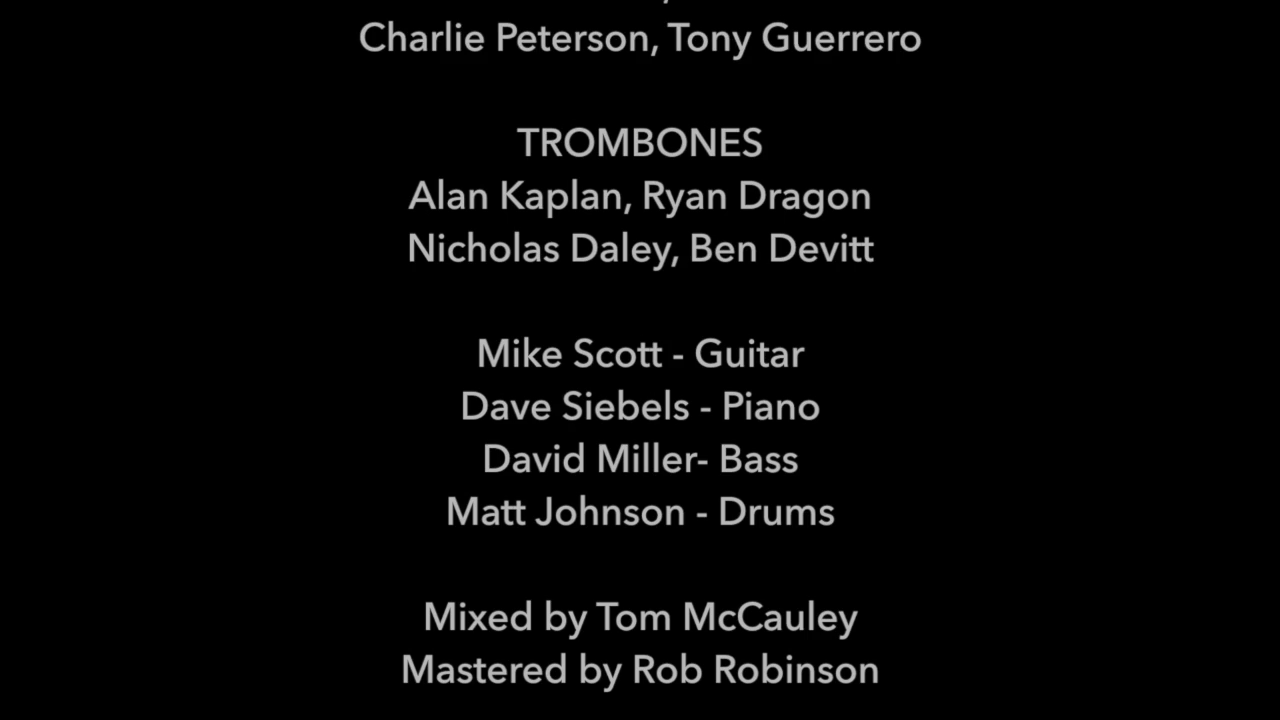 Charlie Peterson, Tony Guerrero
TROMBONES
Alan Kaplan, Ryan Dragon
Nicholas Daley, Ben Devitt
Mike Scott - Guitar
Dave Siebels - Piano
David Miller- Bass
Matt Johnson - Drums
Mixed by Tom McCauley
Mastered by Rob Robinson